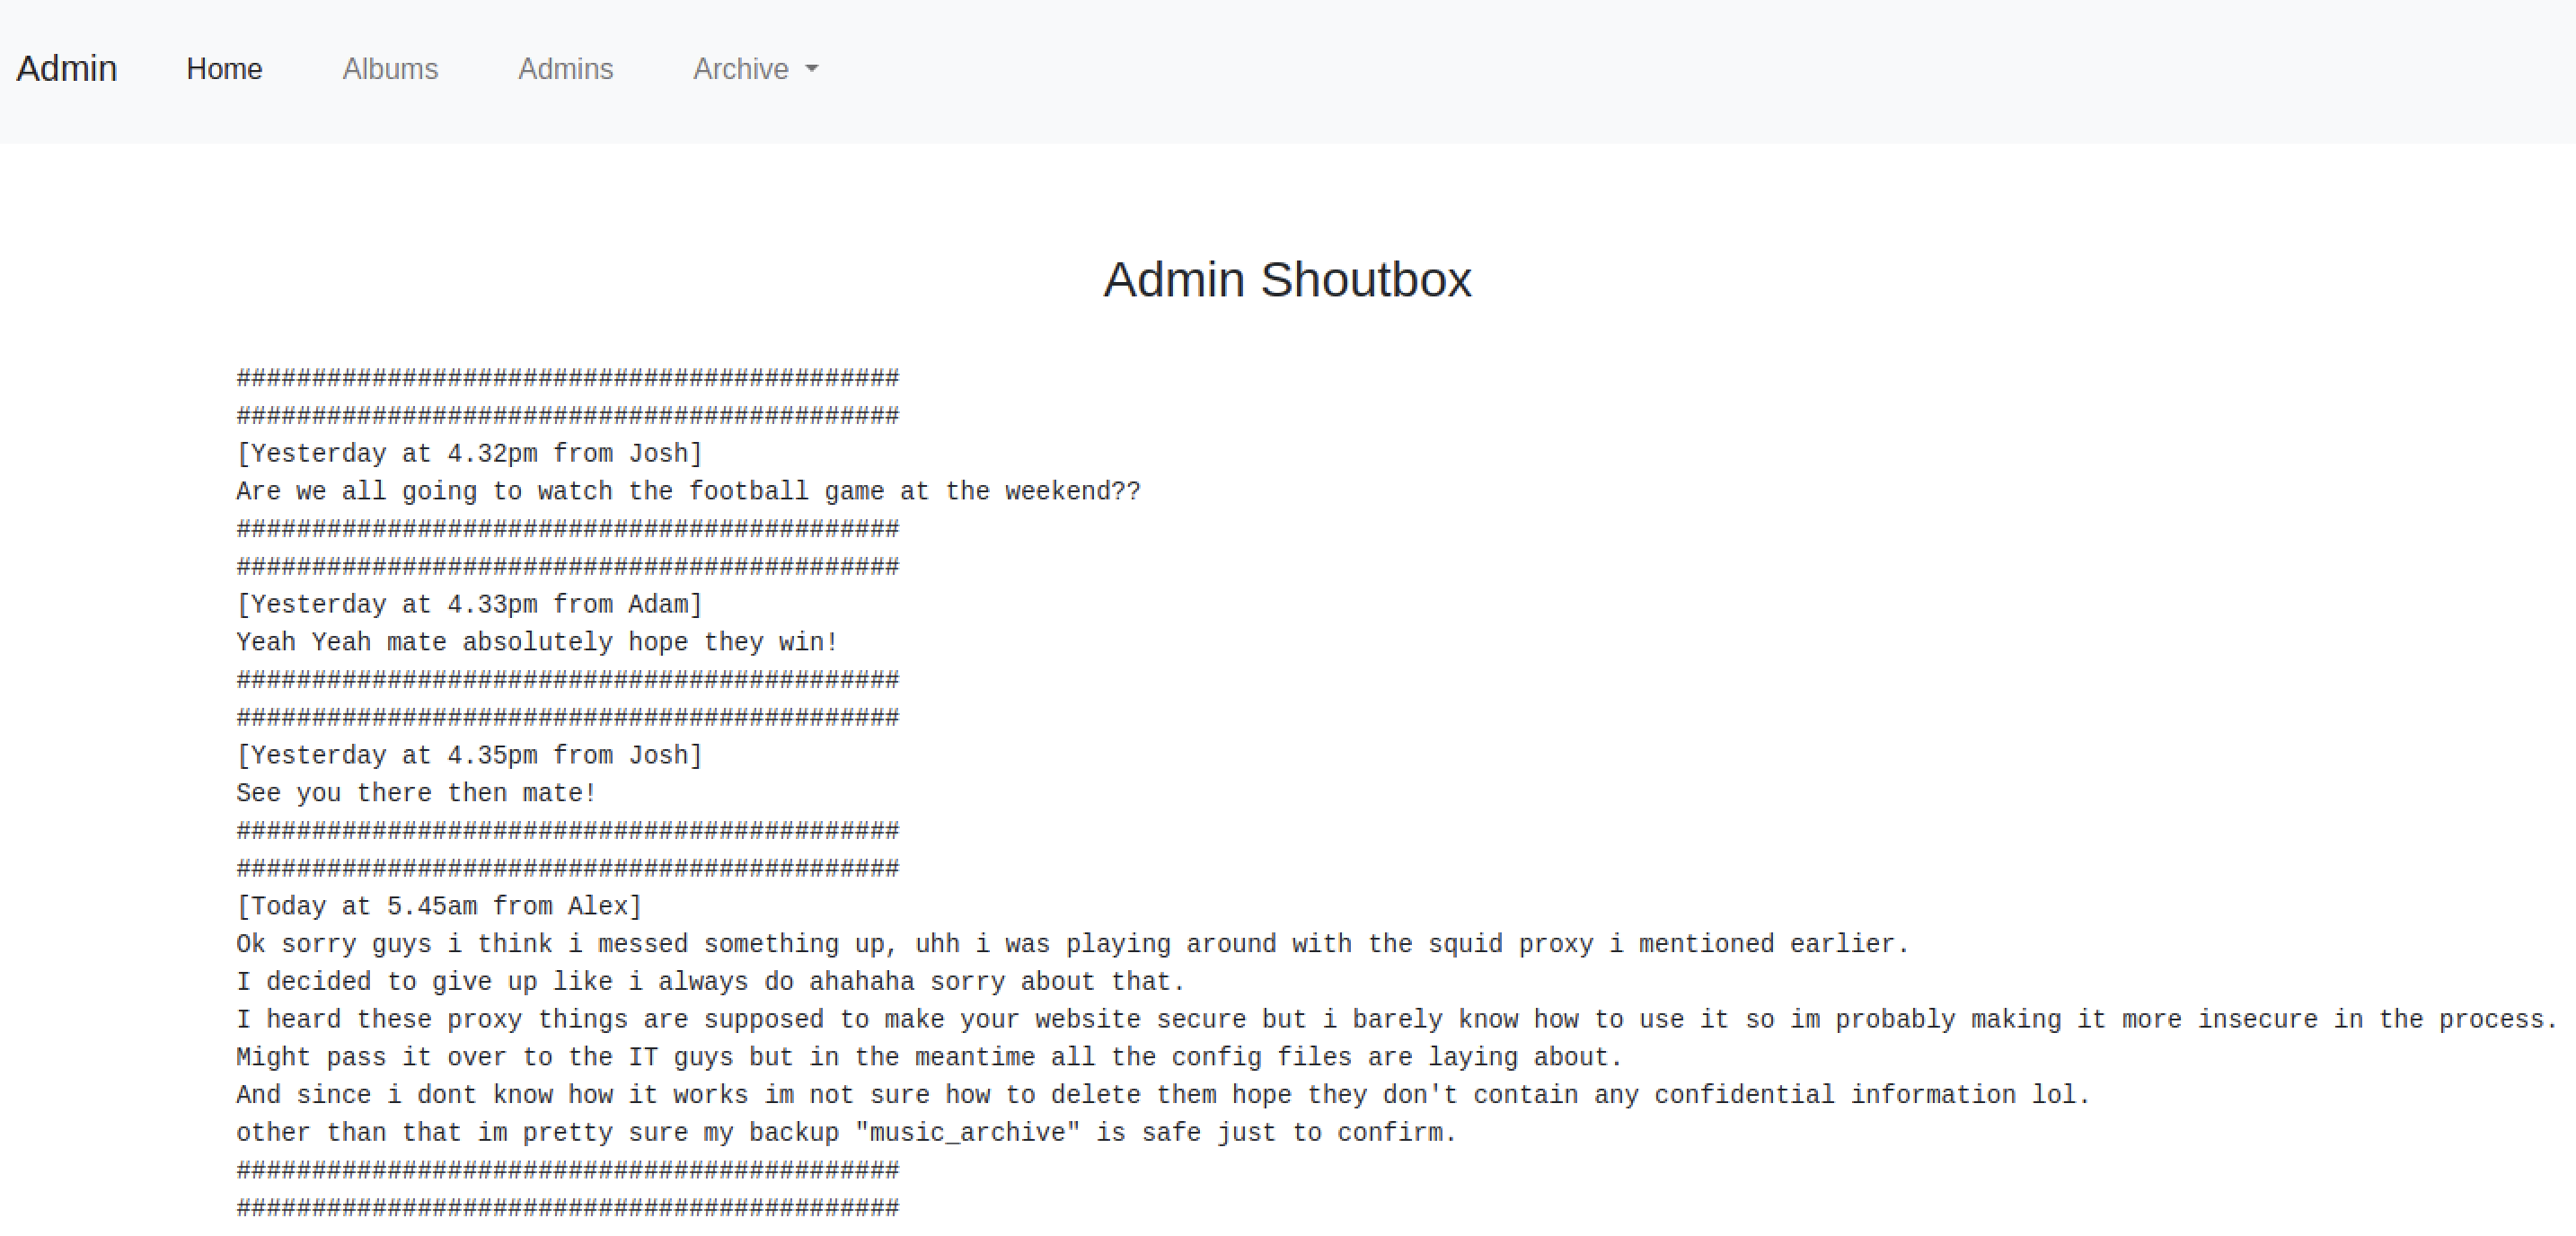 Admin Home Albums Admins Archive
Admin Shoutbox
############################################
############################################
[Yesterday at 4.32pm from Josh]
Are we all going to watch the football game at the weekend??
############################################
############################################
[Yesterday at 4.33pm from Adam]
Yeah Yeah mate absolutely hope they win!
############################################
############################################
[Yesterday at 4.35pm from Josh]
See you there then mate!
############################################
############################################
[Today at 5.45am from Alex]
Ok sorry guys i think i messed something up, uhh i was playing around with the squid proxy i mentioned earlier.
I decided to give up like i always do ahahaha sorry about that.
I heard these proxy things are supposed to make your website secure but i barely know how to use it so im probably making it more insecure in the process.
Might pass it over to the IT guys but in the meantime all the config files are laying about.
And since i dont know how it works im not sure how to delete them hope they don't contain any confidential information lol.
other than that im pretty sure my backup "music_archive" is safe just to confirm.
############################################
############################################